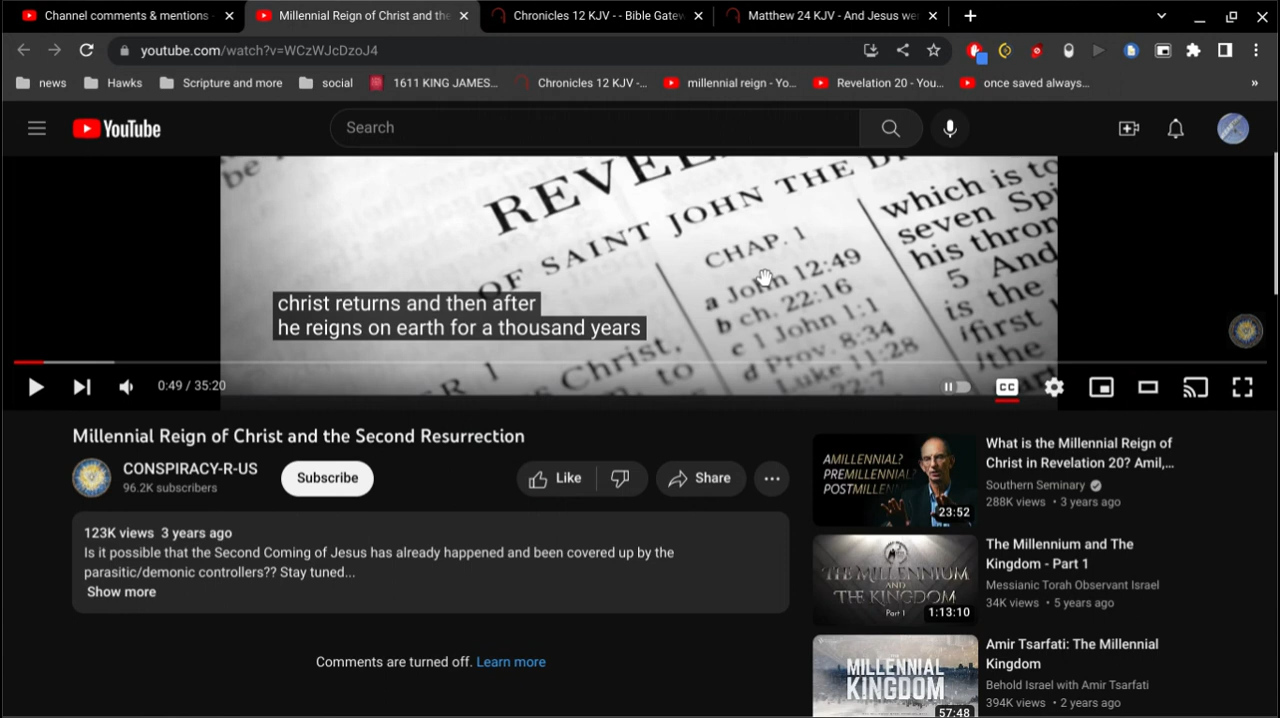 Channel comments & mentions
Millennial Reign of Christ and the
Chronicles 12 KJV - - Bible Gatew
Matthew 24 KJV - And Jesus wen
youtube.com/watch?v=WCzWJcDzoJ4
news
Hawks
Scripture and more
social
1611 KING JAMES...
Chronicles 12 KJV -...
millennial reign - Yo...
Revelation 20 - You...
once saved always...
»
YouTube
Search
be
REVEL
OF SAINT JOHN THE DI
CHAP. 1
a John 12:49
b ch. 22:16
c 1 John 1:1
d Prov. 8:34
Luke 11:28
22:7
which is to
seven Spi
his thron
5 And
is the
first
the
R 1
Christ,
to
christ returns and then after
he reigns on earth for a thousand years
0:49 / 35:20
CC
Millennial Reign of Christ and the Second Resurrection
CONSPIRACY-R-US
96.2K subscribers
Subscribe
Like
Share
123K views 3 years ago
Is it possible that the Second Coming of Jesus has already happened and been covered up by the
parasitic/demonic controllers?? Stay tuned...
Show more
Comments are turned off. Learn more
AMILLENNIAL?
PREMILLENNIAL
POSTMILLEN
23:52
What is the Millennial Reign of
Christ in Revelation 20? Amil,...
Southern Seminary
288K views • 3 years ago
THE MILLENNIUM
AND
THE KINGDOM
Part 1
1:13:10
The Millennium and The
Kingdom - Part 1
Messianic Torah Observant Israel
34K views • 5 years ago
MILLENNIAL
KINGDOM
57:48
Amir Tsarfati: The Millennial
Kingdom
Behold Israel with Amir Tsarfati
394K views • 2 years ago